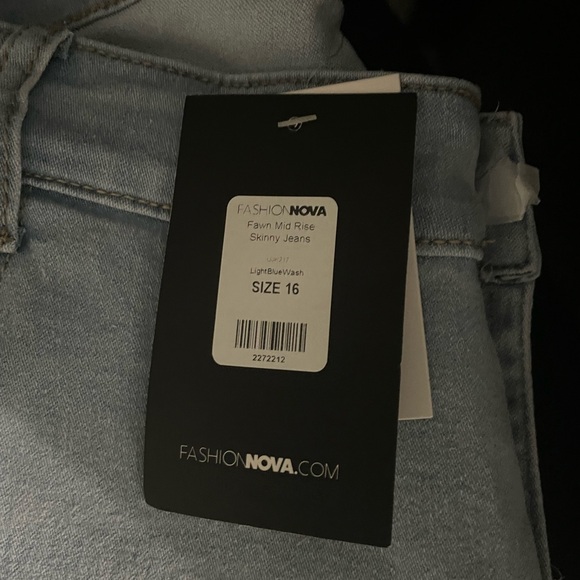 FASHIONNOVA
Fawn Mid Rise
Skinny Jeans
LightBlueWash
SIZE 16
2272212
FASHIONNOVA.COM